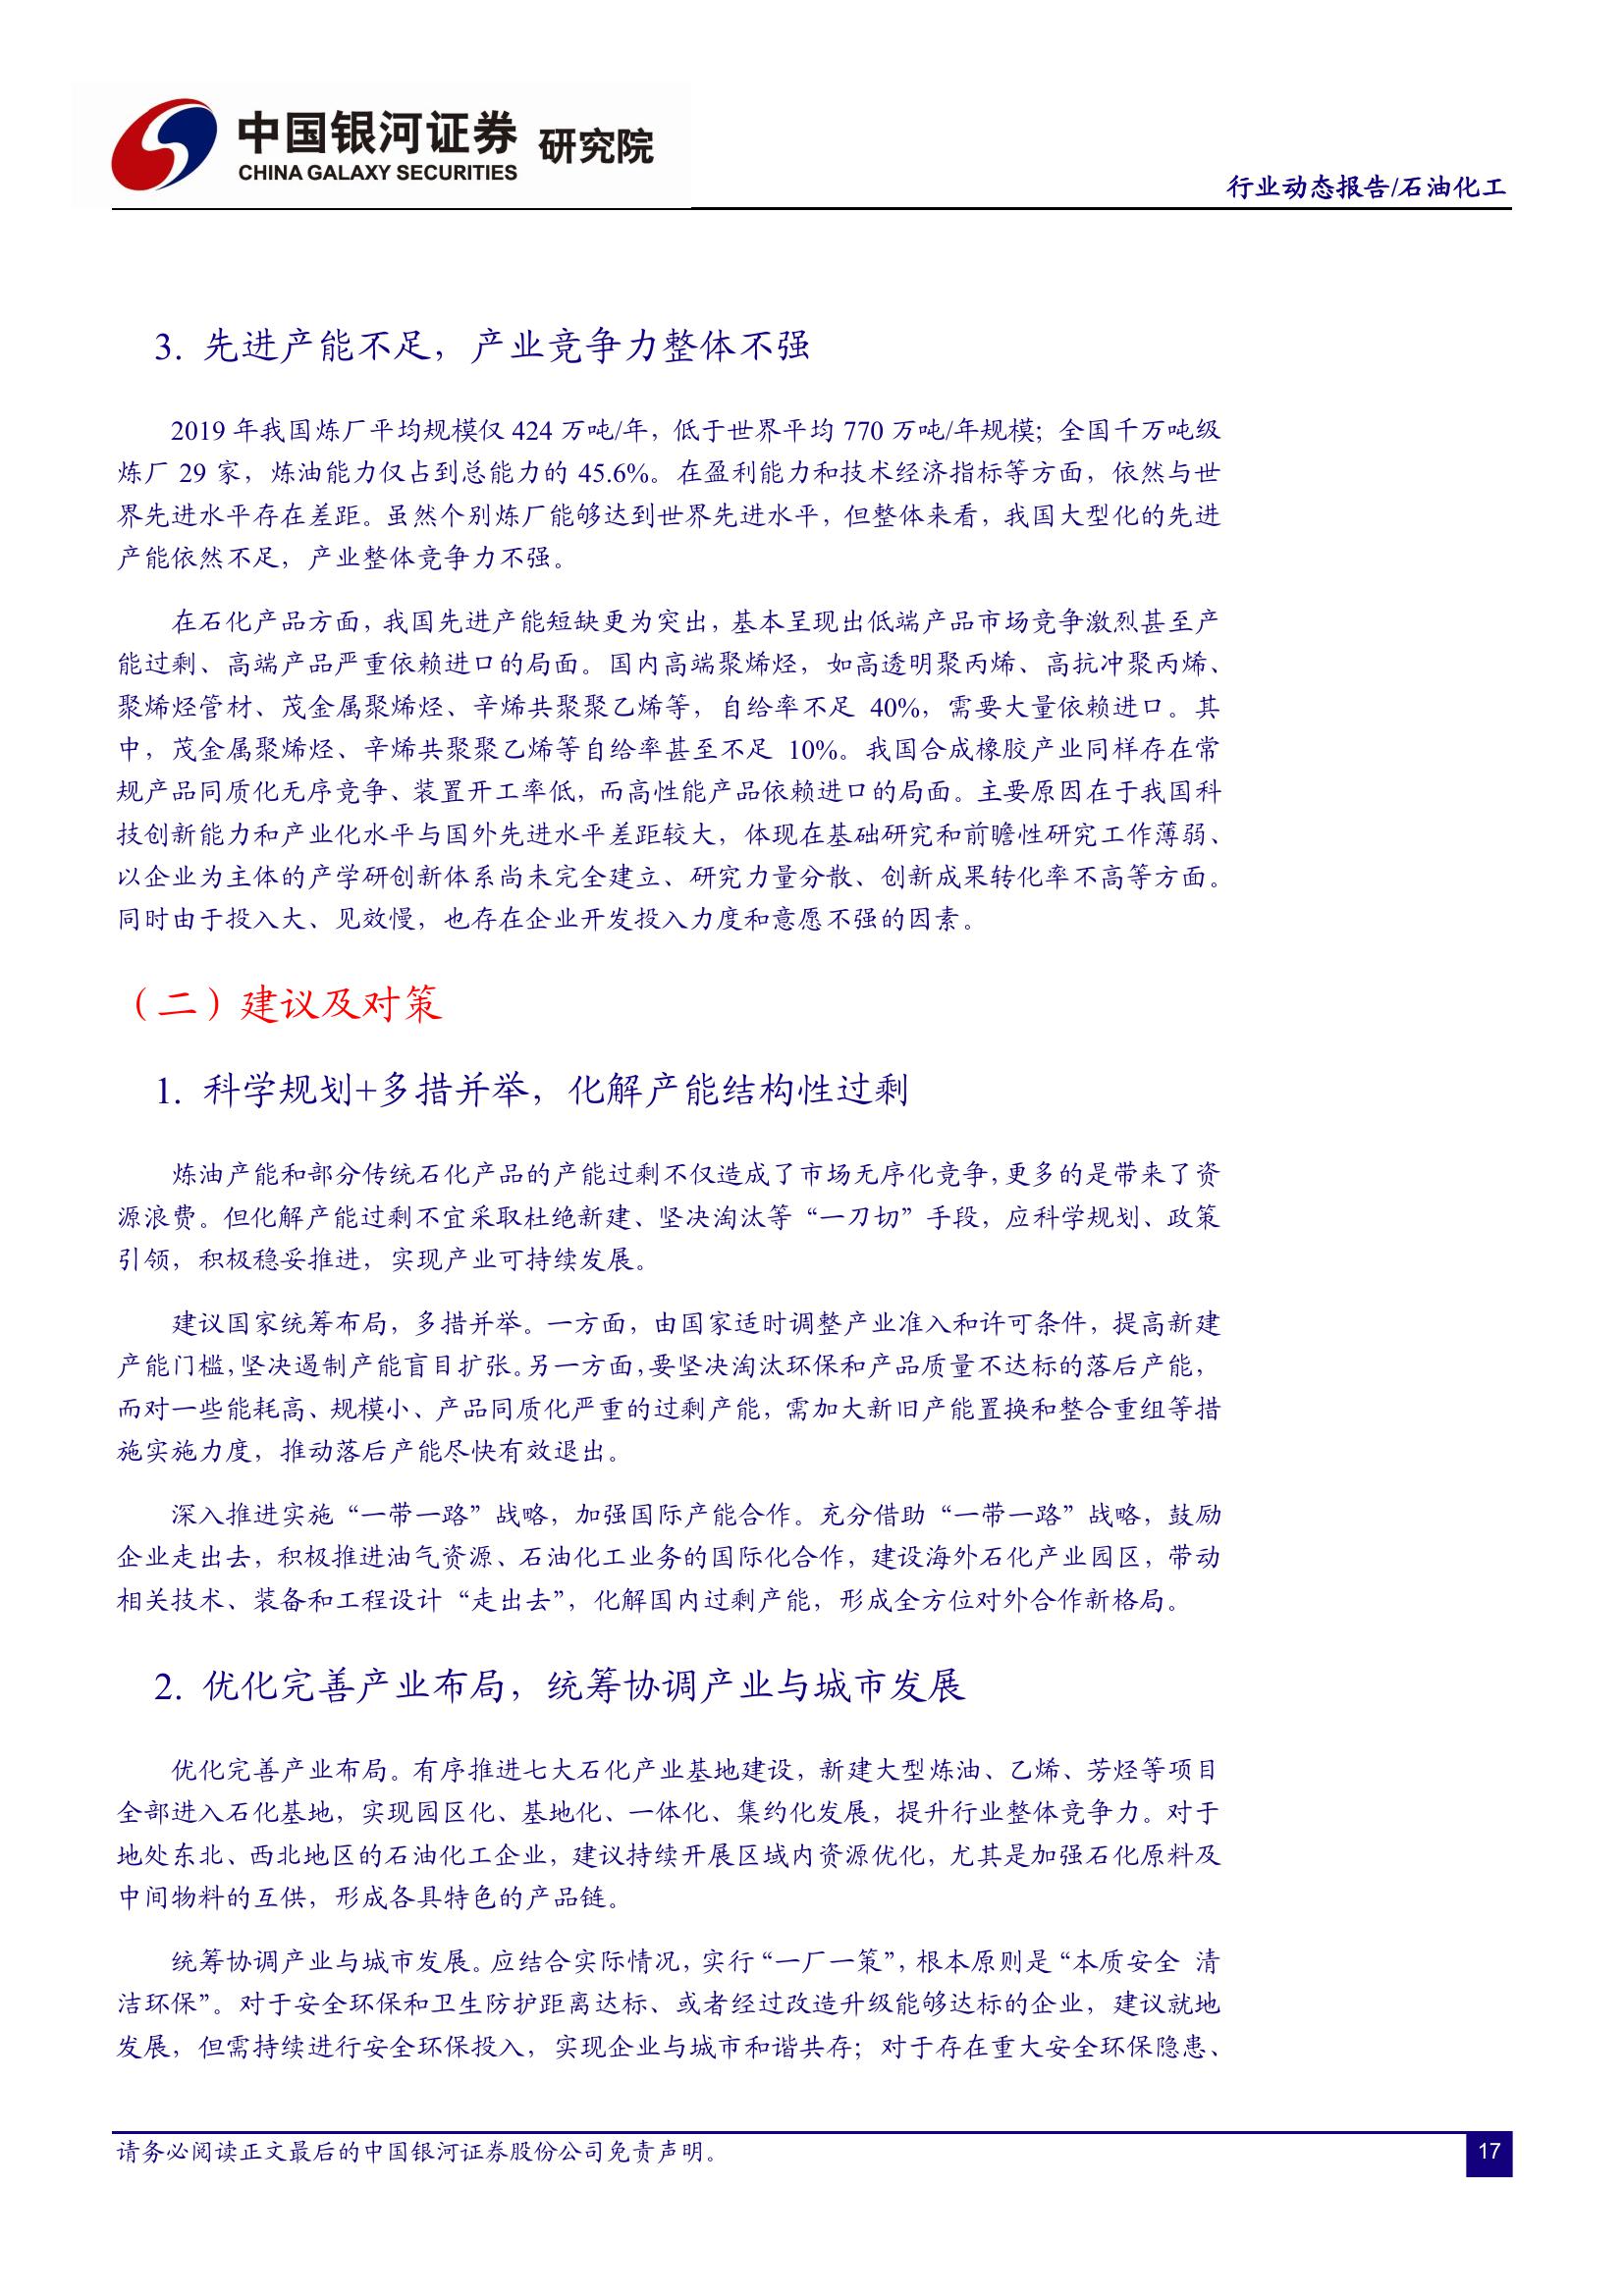 中国银河证券 研究院
CHINA GALAXY SECURITIES
行业动态报告/石油化工
3. 先进产能不足，产业竞争力整体不强
2019 年我国炼厂平均规模仅 424 万吨/年，低于世界平均 770 万吨/年规模；全国千万吨级
炼厂 29 家，炼油能力仅占到总能力的 45.6%。在盈利能力和技术经济指标等方面，依然与世
界先进水平存在差距。虽然个别炼厂能够达到世界先进水平，但整体来看，我国大型化的先进
产能依然不足，产业整体竞争力不强。
在石化产品方面，我国先进产能短缺更为突出，基本呈现出低端产品市场竞争激烈甚至产
能过剩、高端产品严重依赖进口的局面。国内高端聚烯烃，如高透明聚丙烯、高抗冲聚丙烯、
聚烯烃管材、茂金属聚烯烃、辛烯共聚聚乙烯等，自给率不足 40%，需要大量依赖进口。其
中，茂金属聚烯烃、辛烯共聚聚乙烯等自给率甚至不足 10%。我国合成橡胶产业同样存在常
规产品同质化无序竞争、装置开工率低，而高性能产品依赖进口的局面。主要原因在于我国科
技创新能力和产业化水平与国外先进水平差距较大，体现在基础研究和前瞻性研究工作薄弱、
以企业为主体的产学研创新体系尚未完全建立、研究力量分散、创新成果转化率不高等方面。
同时由于投入大、见效慢，也存在企业开发投入力度和意愿不强的因素。
（二）建议及对策
1. 科学规划+多措并举，化解产能结构性过剩
炼油产能和部分传统石化产品的产能过剩不仅造成了市场无序化竞争，更多的是带来了资
源浪费。但化解产能过剩不宜采取杜绝新建、坚决淘汰等“一刀切”手段，应科学规划、政策
引领，积极稳妥推进，实现产业可持续发展。
建议国家统筹布局，多措并举。一方面，由国家适时调整产业准入和许可条件，提高新建
产能门槛，坚决遏制产能盲目扩张。另一方面，要坚决淘汰环保和产品质量不达标的落后产能，
而对一些能耗高、规模小、产品同质化严重的过剩产能，需加大新旧产能置换和整合重组等措
施实施力度，推动落后产能尽快有效退出。
深入推进实施“一带一路”战略，加强国际产能合作。充分借助“一带一路”战略，鼓励
企业走出去，积极推进油气资源、石油化工业务的国际化合作，建设海外石化产业园区，带动
相关技术、装备和工程设计“走出去”，化解国内过剩产能，形成全方位对外合作新格局。
2. 优化完善产业布局，统筹协调产业与城市发展
优化完善产业布局。有序推进七大石化产业基地建设，新建大型炼油、乙烯、芳烃等项目
全部进入石化基地，实现园区化、基地化、一体化、集约化发展，提升行业整体竞争力。对于
地处东北、西北地区的石油化工企业，建议持续开展区域内资源优化，尤其是加强石化原料及
中间物料的互供，形成各具特色的产品链。
统筹协调产业与城市发展。应结合实际情况，实行“一厂一策”，根本原则是“本质安全 清
洁环保”。对于安全环保和卫生防护距离达标、或者经过改造升级能够达标的企业，建议就地
发展，但需持续进行安全环保投入，实现企业与城市和谐共存；对于存在重大安全环保隐患、
请务必阅读正文最后的中国银河证券股份公司免责声明。
17